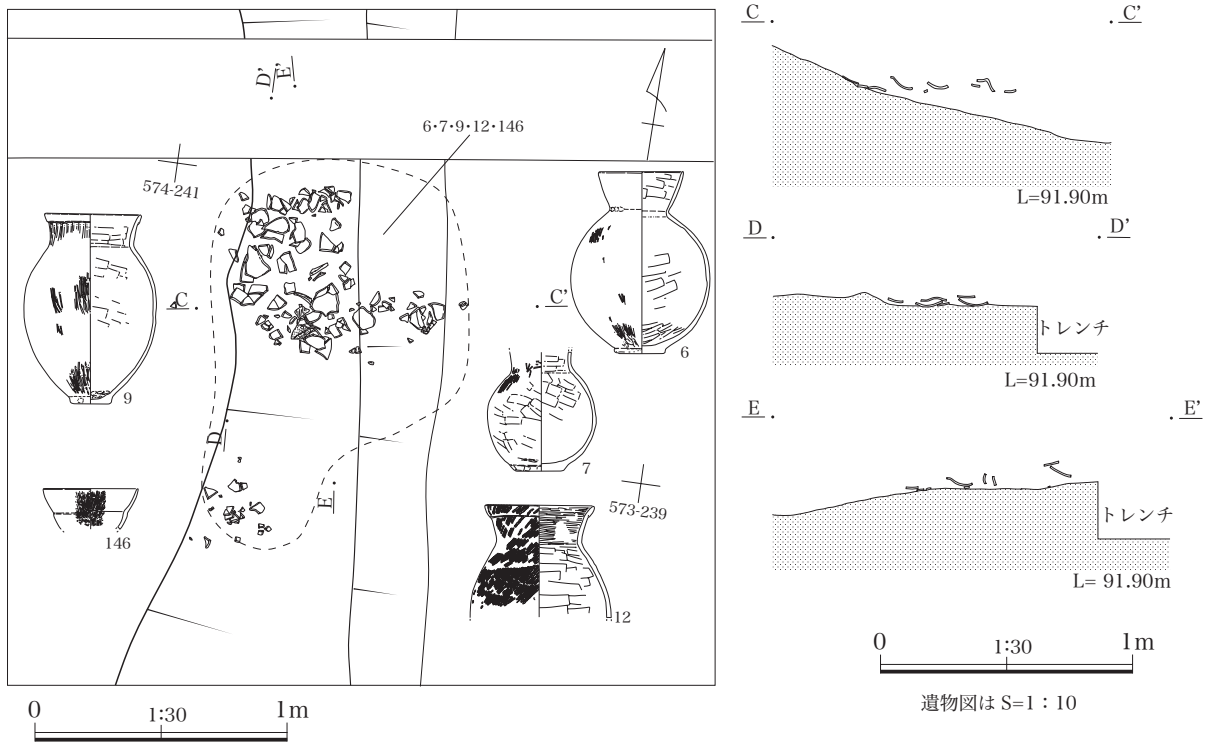 D'
E'
6・7・9・12・146
574-241
C
C'
9
6
7
D
E
573-239
146
12
0
1:30
1m
C
C'
L=91.90m
D
D'
トレンチ
L=91.90m
E
E'
トレンチ
L= 91.90m
0
1:30
1m
遺物図は S=1：10